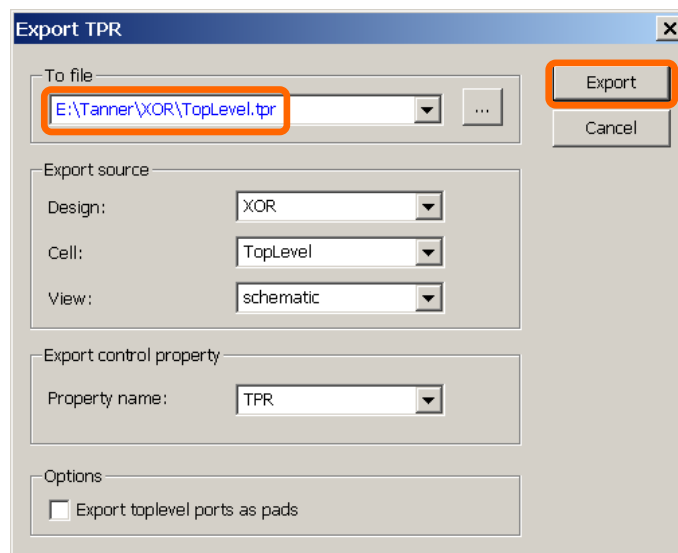 Export TPR
To file
E:\Tanner\XOR\TopLevel.tpr
...
Export
Cancel
Export source
Design:
XOR
Cell:
TopLevel
View:
schematic
Export control property
Property name:
TPR
Options
Export toplevel ports as pads